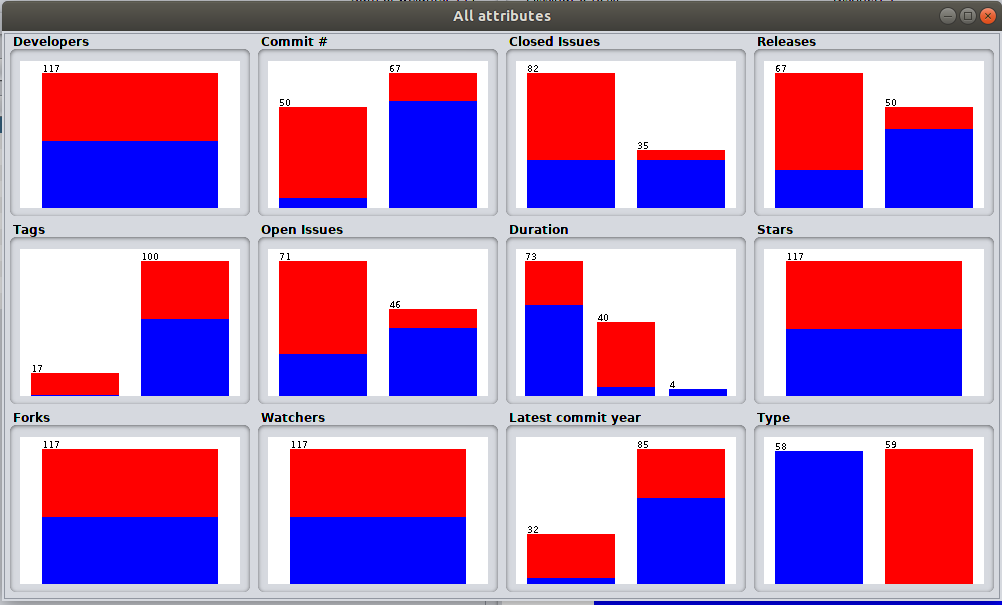 All attributes
Developers
117
Commit #
50
67
Closed Issues
82
35
Releases
67
50
Tags
17
100
Open Issues
71
46
Duration
73
40
4
Stars
117
Forks
117
Watchers
117
Latest commit year
32
85
Type
58
59